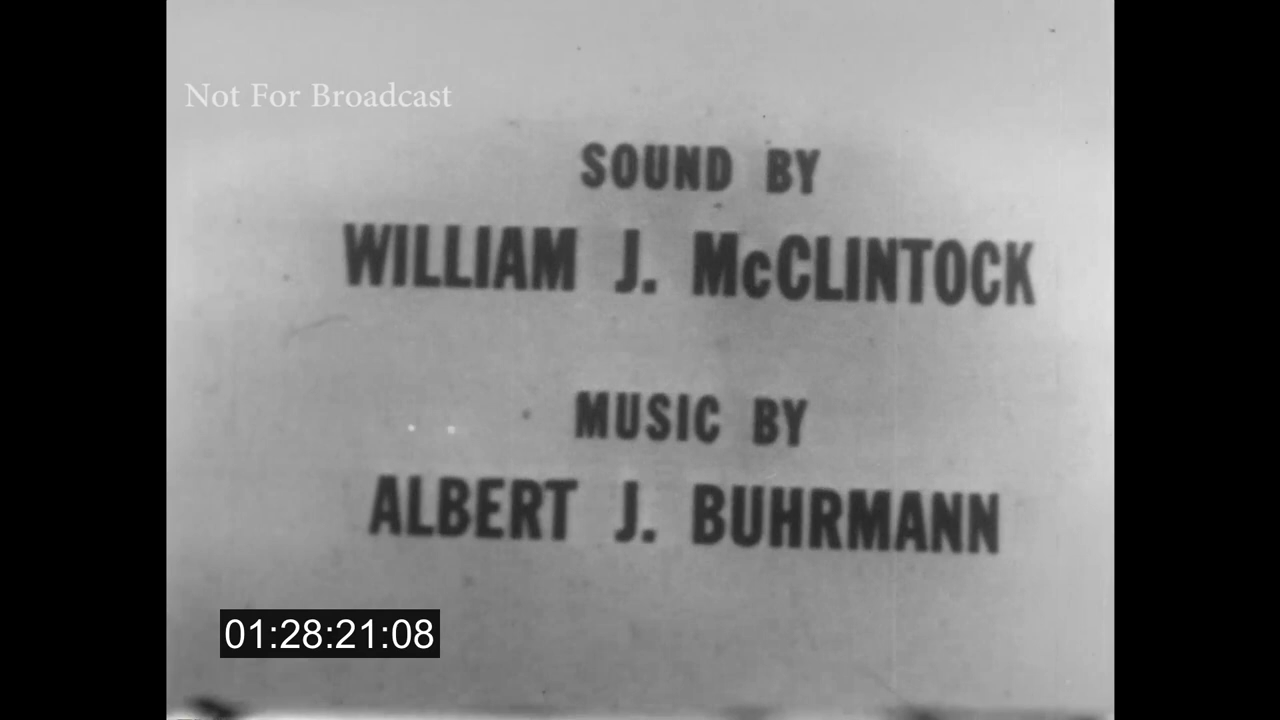 Not For Broadcast
SOUND BY
WILLIAM J. McCLINTOCK
MUSIC BY
ALBERT J. BUHRMANN
01:28:21:08